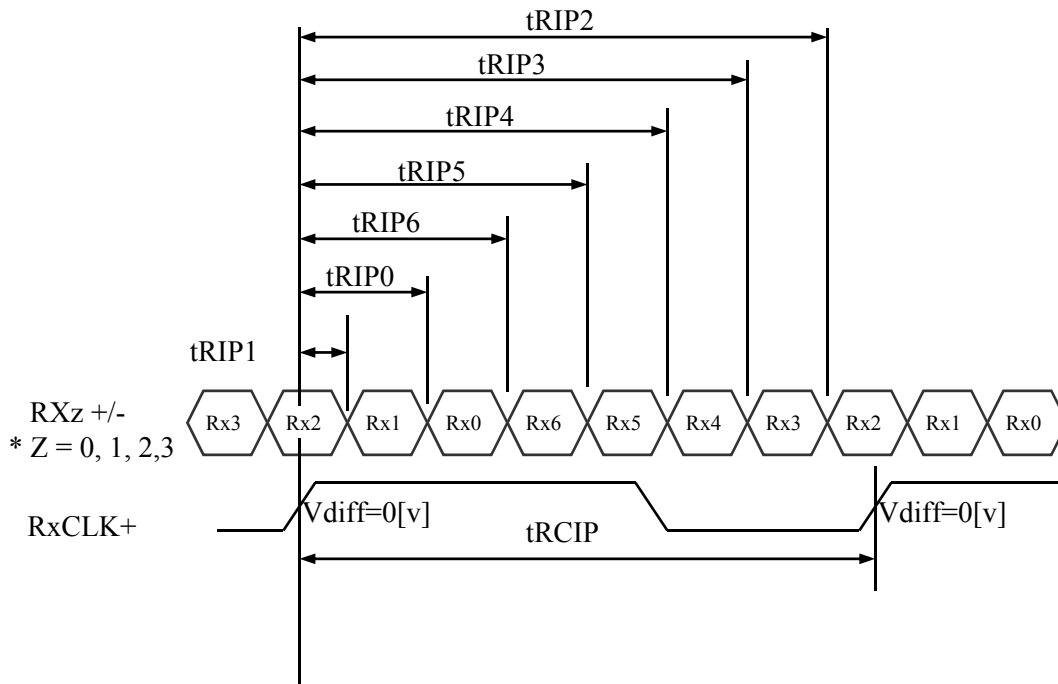 tRIP2
tRIP3
tRIP4
tRIP5
tRIP6
tRIP0
tRIP1
RXz +/-
* Z = 0, 1, 2,3
Rx3 Rx2 Rx1 Rx0 Rx6 Rx5 Rx4 Rx3 Rx2 Rx1 Rx0
RxCLK+
Vdiff=0[v] Vdiff=0[v]
tRCIP